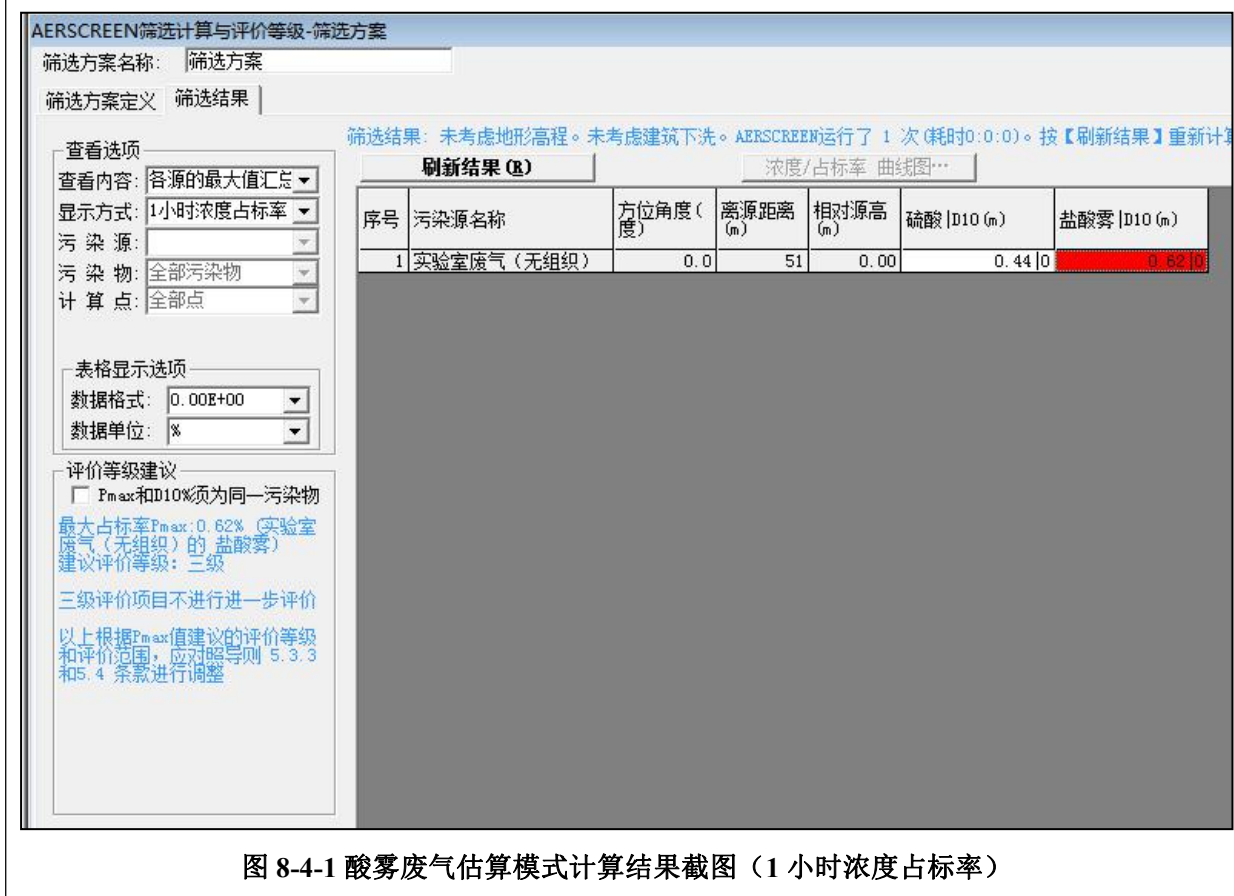 AERSCREEN筛选计算与评价等级-筛选方案
筛选方案名称: 筛选方案
筛选方案定义 筛选结果
筛选结果: 未考虑地形高程。未考虑建筑下洗。AERSCREEN运行了 1 次(耗时0:0:0)。按【刷新结果】重新计
刷新结果(R) 浓度/占标率 曲线图…
查看选项
查看内容: 各源的最大值汇总
显示方式: 1小时浓度占标率
污 染 源:
污 染 物: 全部污染物
计 算 点: 全部点
序号 污染源名称 方位角度(度) 离源距离(m) 相对源高(m) 硫酸|D10(m) 盐酸雾|D10(m)
1 实验室废气(无组织) 0.0 51 0.00 0.44|0 0.62|0
表格显示选项
数据格式: 0.00E+00
数据单位: %
评价等级建议
Pmax和D10%须为同一污染物
最大占标率Pmax:0.62% (实验室
废气(无组织)的 盐酸雾)
建议评价等级: 三级
三级评价项目不进行进一步评价
以上根据Pmax值建议的评价等级
和评价范围,应对照导则 5.3.3
和5.4 条款进行调整
图 8-4-1 酸雾废气估算模式计算结果截图(1 小时浓度占标率)